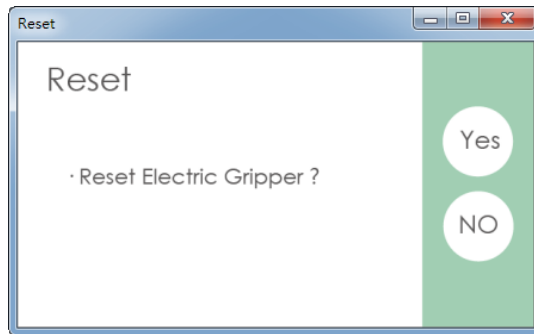 Reset
Reset
· Reset Electric Gripper ?
Yes
NO